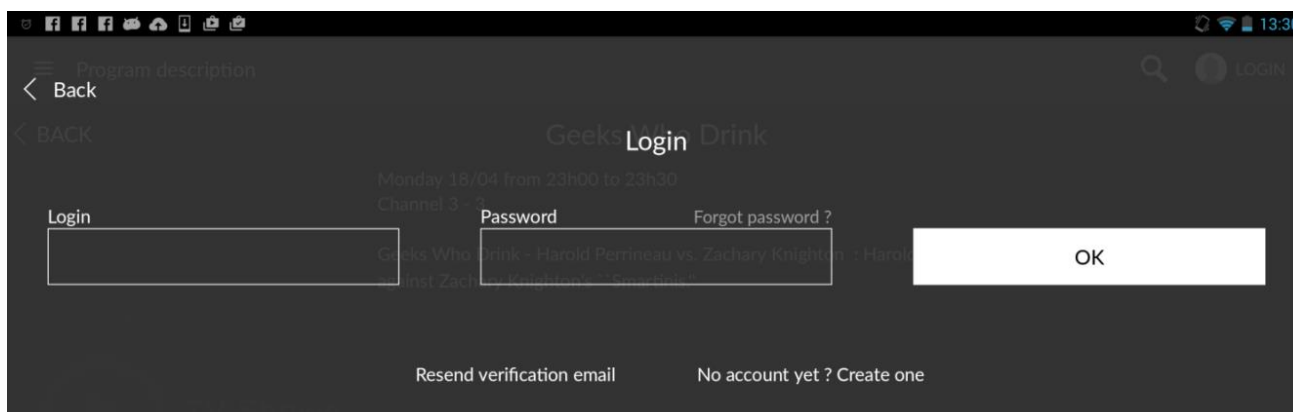 13:30
Program description
LOGIN
Back
BACK
Geeks Who Drink
Login
Monday 18/04 from 23h00 to 23h30
Channel 3 - 3
Login
Password
Forgot password ?
Geeks Who Drink - Harold Perrineau vs. Zachary Knighton : Harold
against Zachary Knighton's ``Smartinis.''
OK
Resend verification email
No account yet ? Create one